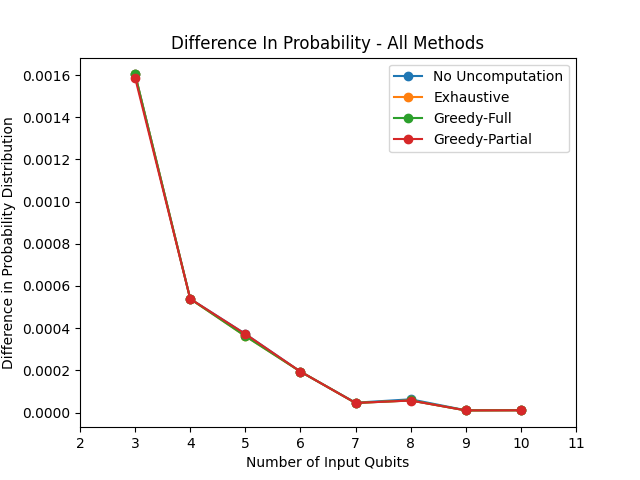 Difference In Probability - All Methods
No Uncomputation
Exhaustive
Greedy-Full
Greedy-Partial
Difference in Probability Distribution
0.0016
0.0014
0.0012
0.0010
0.0008
0.0006
0.0004
0.0002
0.0000
2 3 4 5 6 7 8 9 10 11
Number of Input Qubits